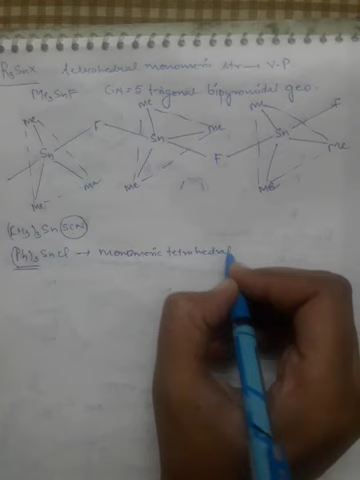 R₃SnX tetrahedral monomeric str → V.P
Me₃SnF C.N=5 trigonal bipyramidal geo.
Me Me Me F
F Me Me
Sn Sn Sn
F
Me Me Me
Me
(CH₃)₃Sn(SCN)
(Ph)₃SnCl → monomeric tetrahedral